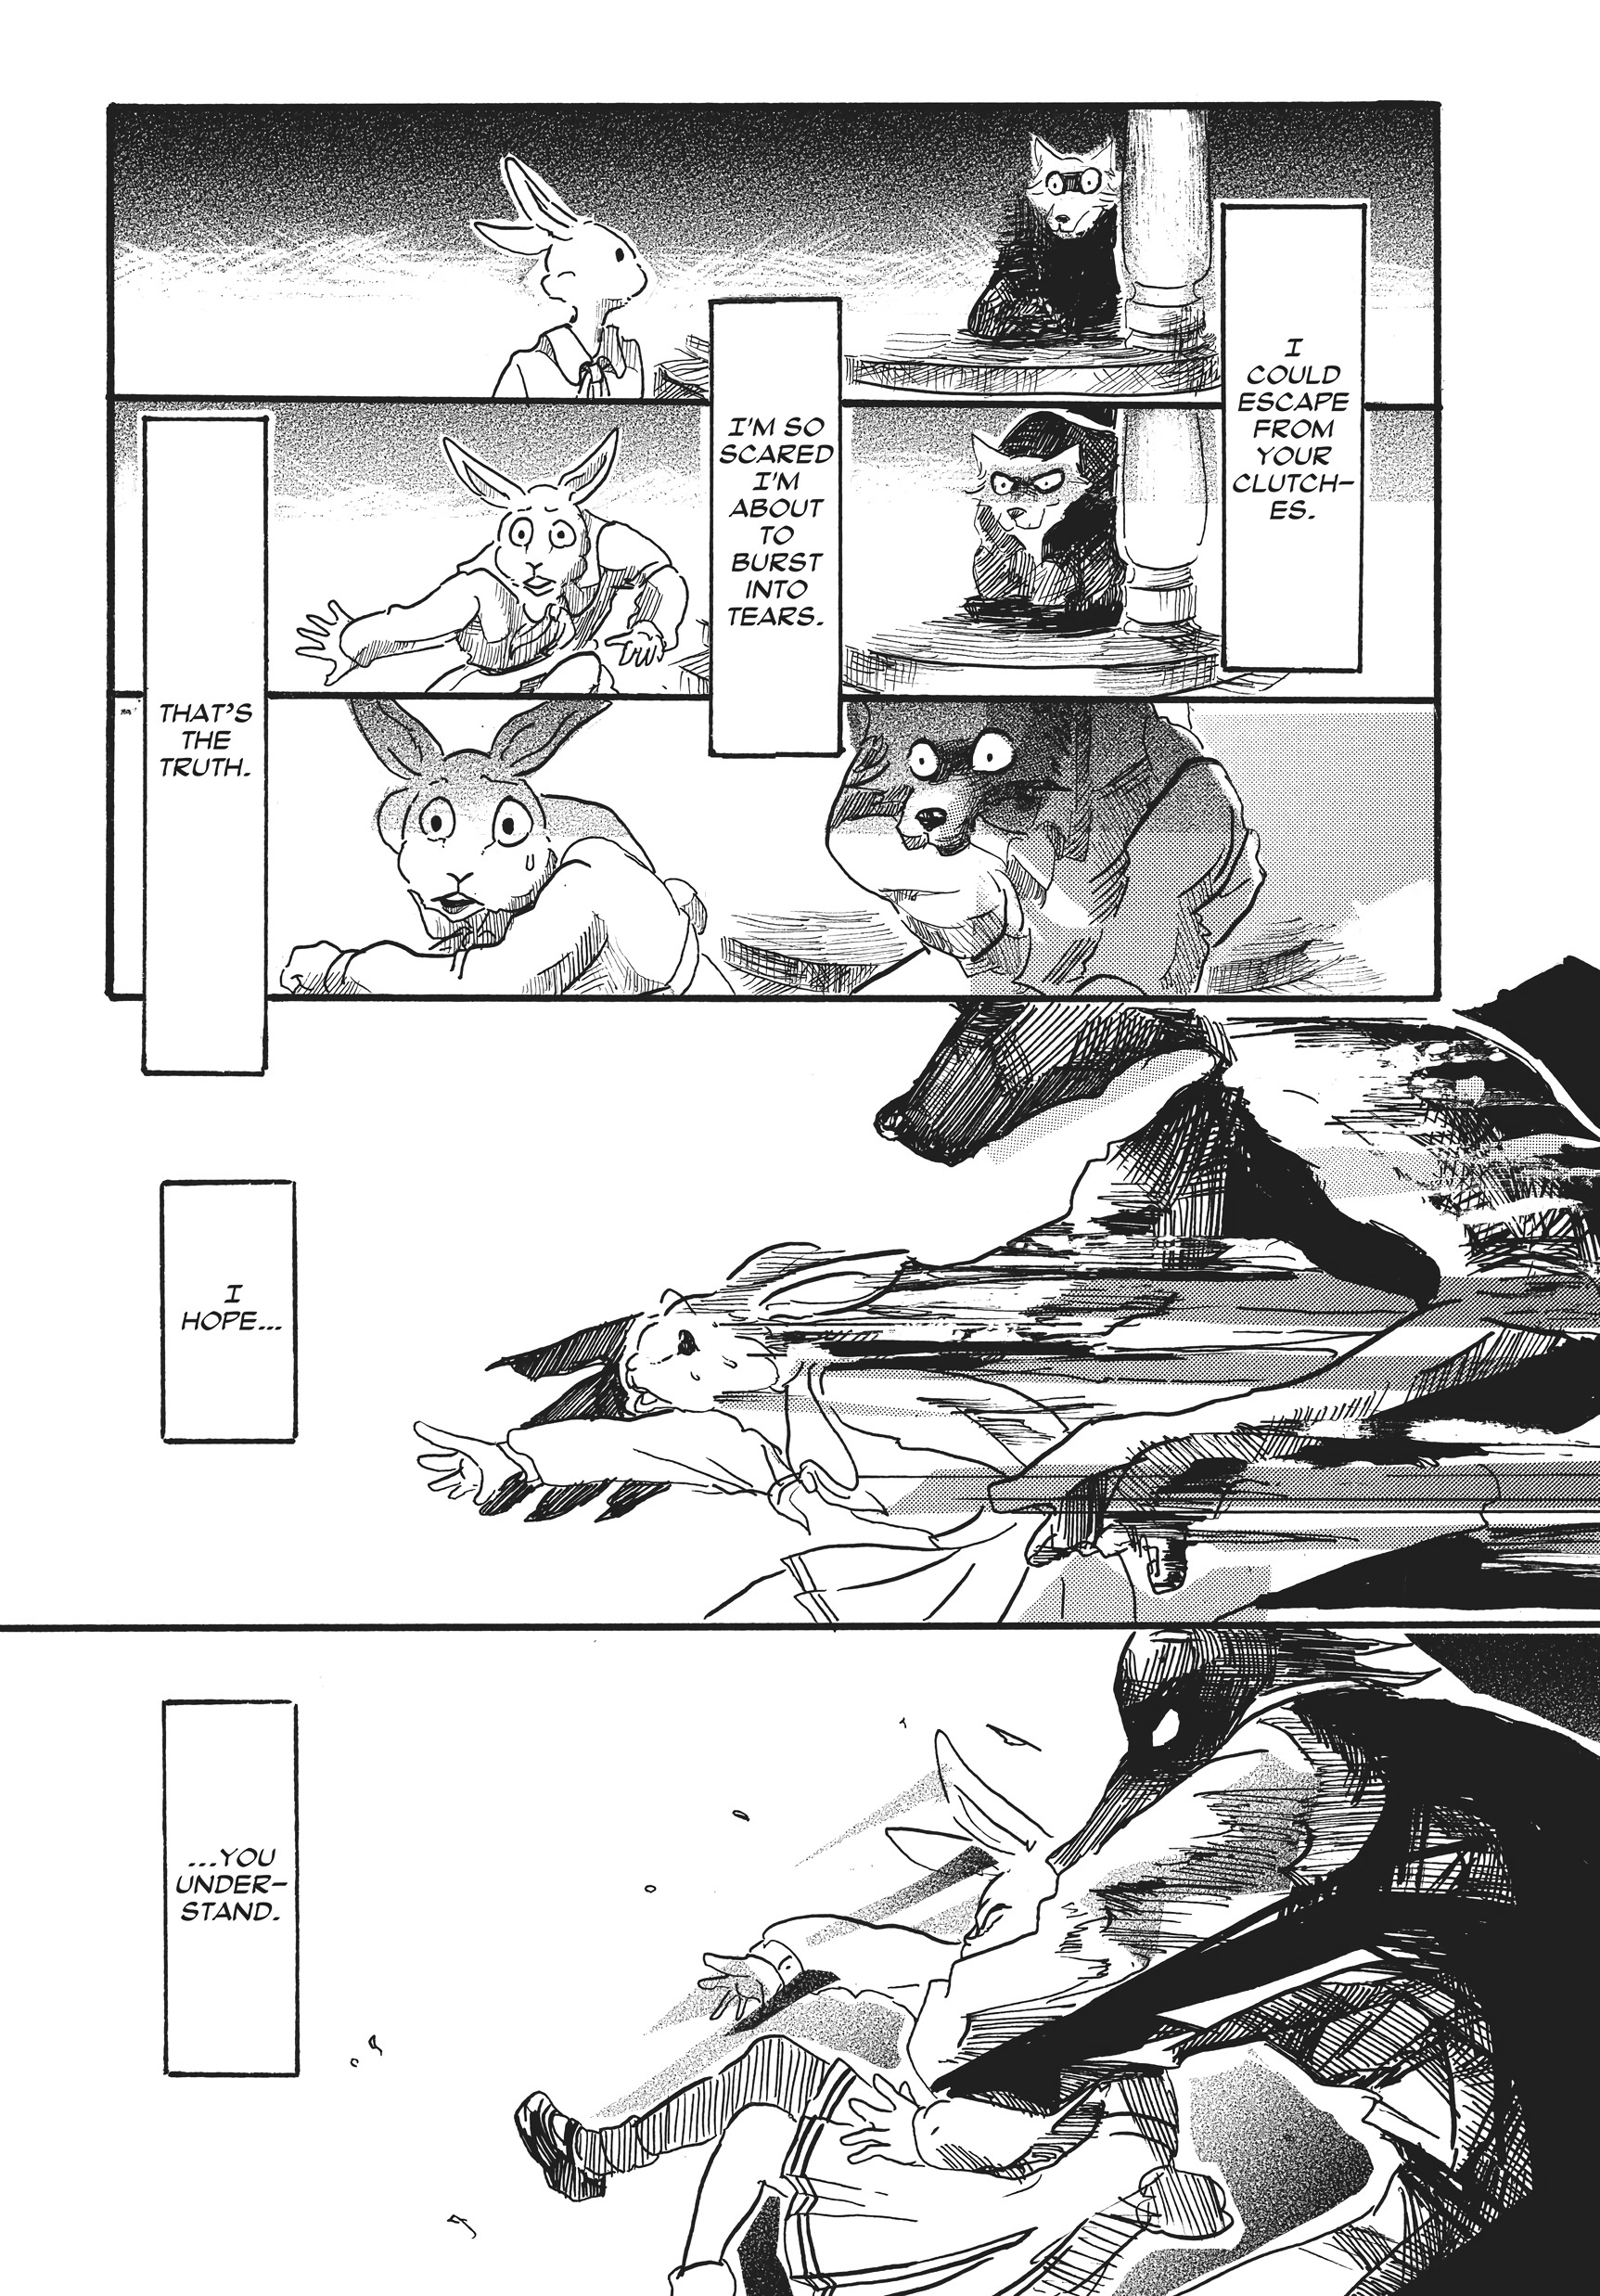 I
COULD
ESCAPE
FROM
YOUR
CLUTCH-
ES.
I'M SO
SCARED
I'M
ABOUT
TO
BURST
INTO
TEARS.
THAT'S
THE
TRUTH.
I
HOPE...
...YOU
UNDER-
STAND.